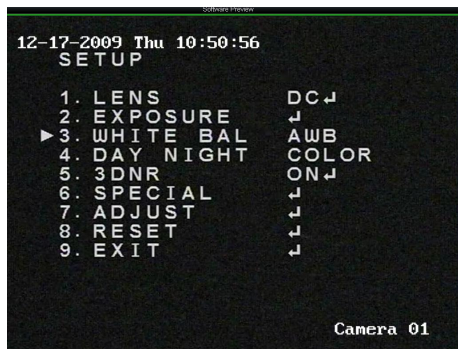 Software Preview
12-17-2009 Thu 10:50:56
SETUP
1. LENS DC↲
2. EXPOSURE ↲
▶3. WHITE BAL AWB
4. DAY NIGHT COLOR
5. 3DNR ON↲
6. SPECIAL ↲
7. ADJUST ↲
8. RESET ↲
9. EXIT ↲
Camera 01